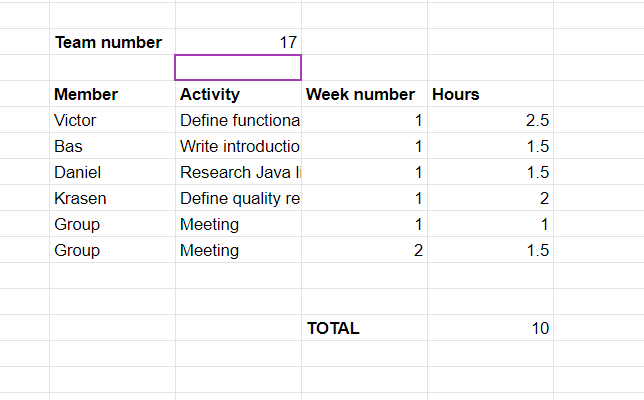 Team number 17
Member Activity Week number Hours
Victor Define functiona 1 2.5
Bas Write introductio 1 1.5
Daniel Research Java li 1 1.5
Krasen Define quality re 1 2
Group Meeting 1 1
Group Meeting 2 1.5
TOTAL 10